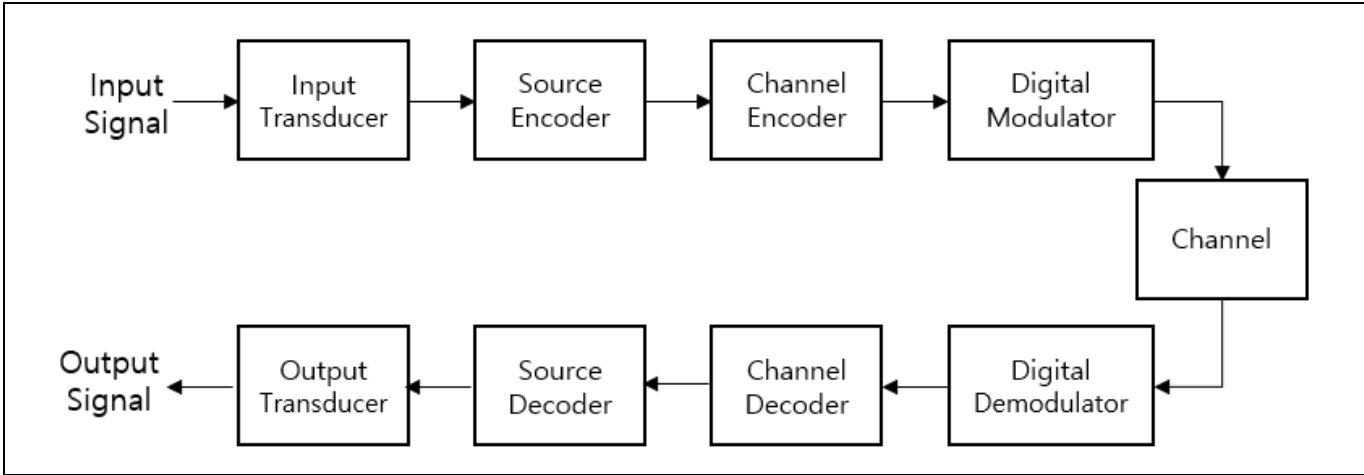 Input
Signal
Input
Transducer
Source
Encoder
Channel
Encoder
Digital
Modulator
Channel
Output
Signal
Output
Transducer
Source
Decoder
Channel
Decoder
Digital
Demodulator